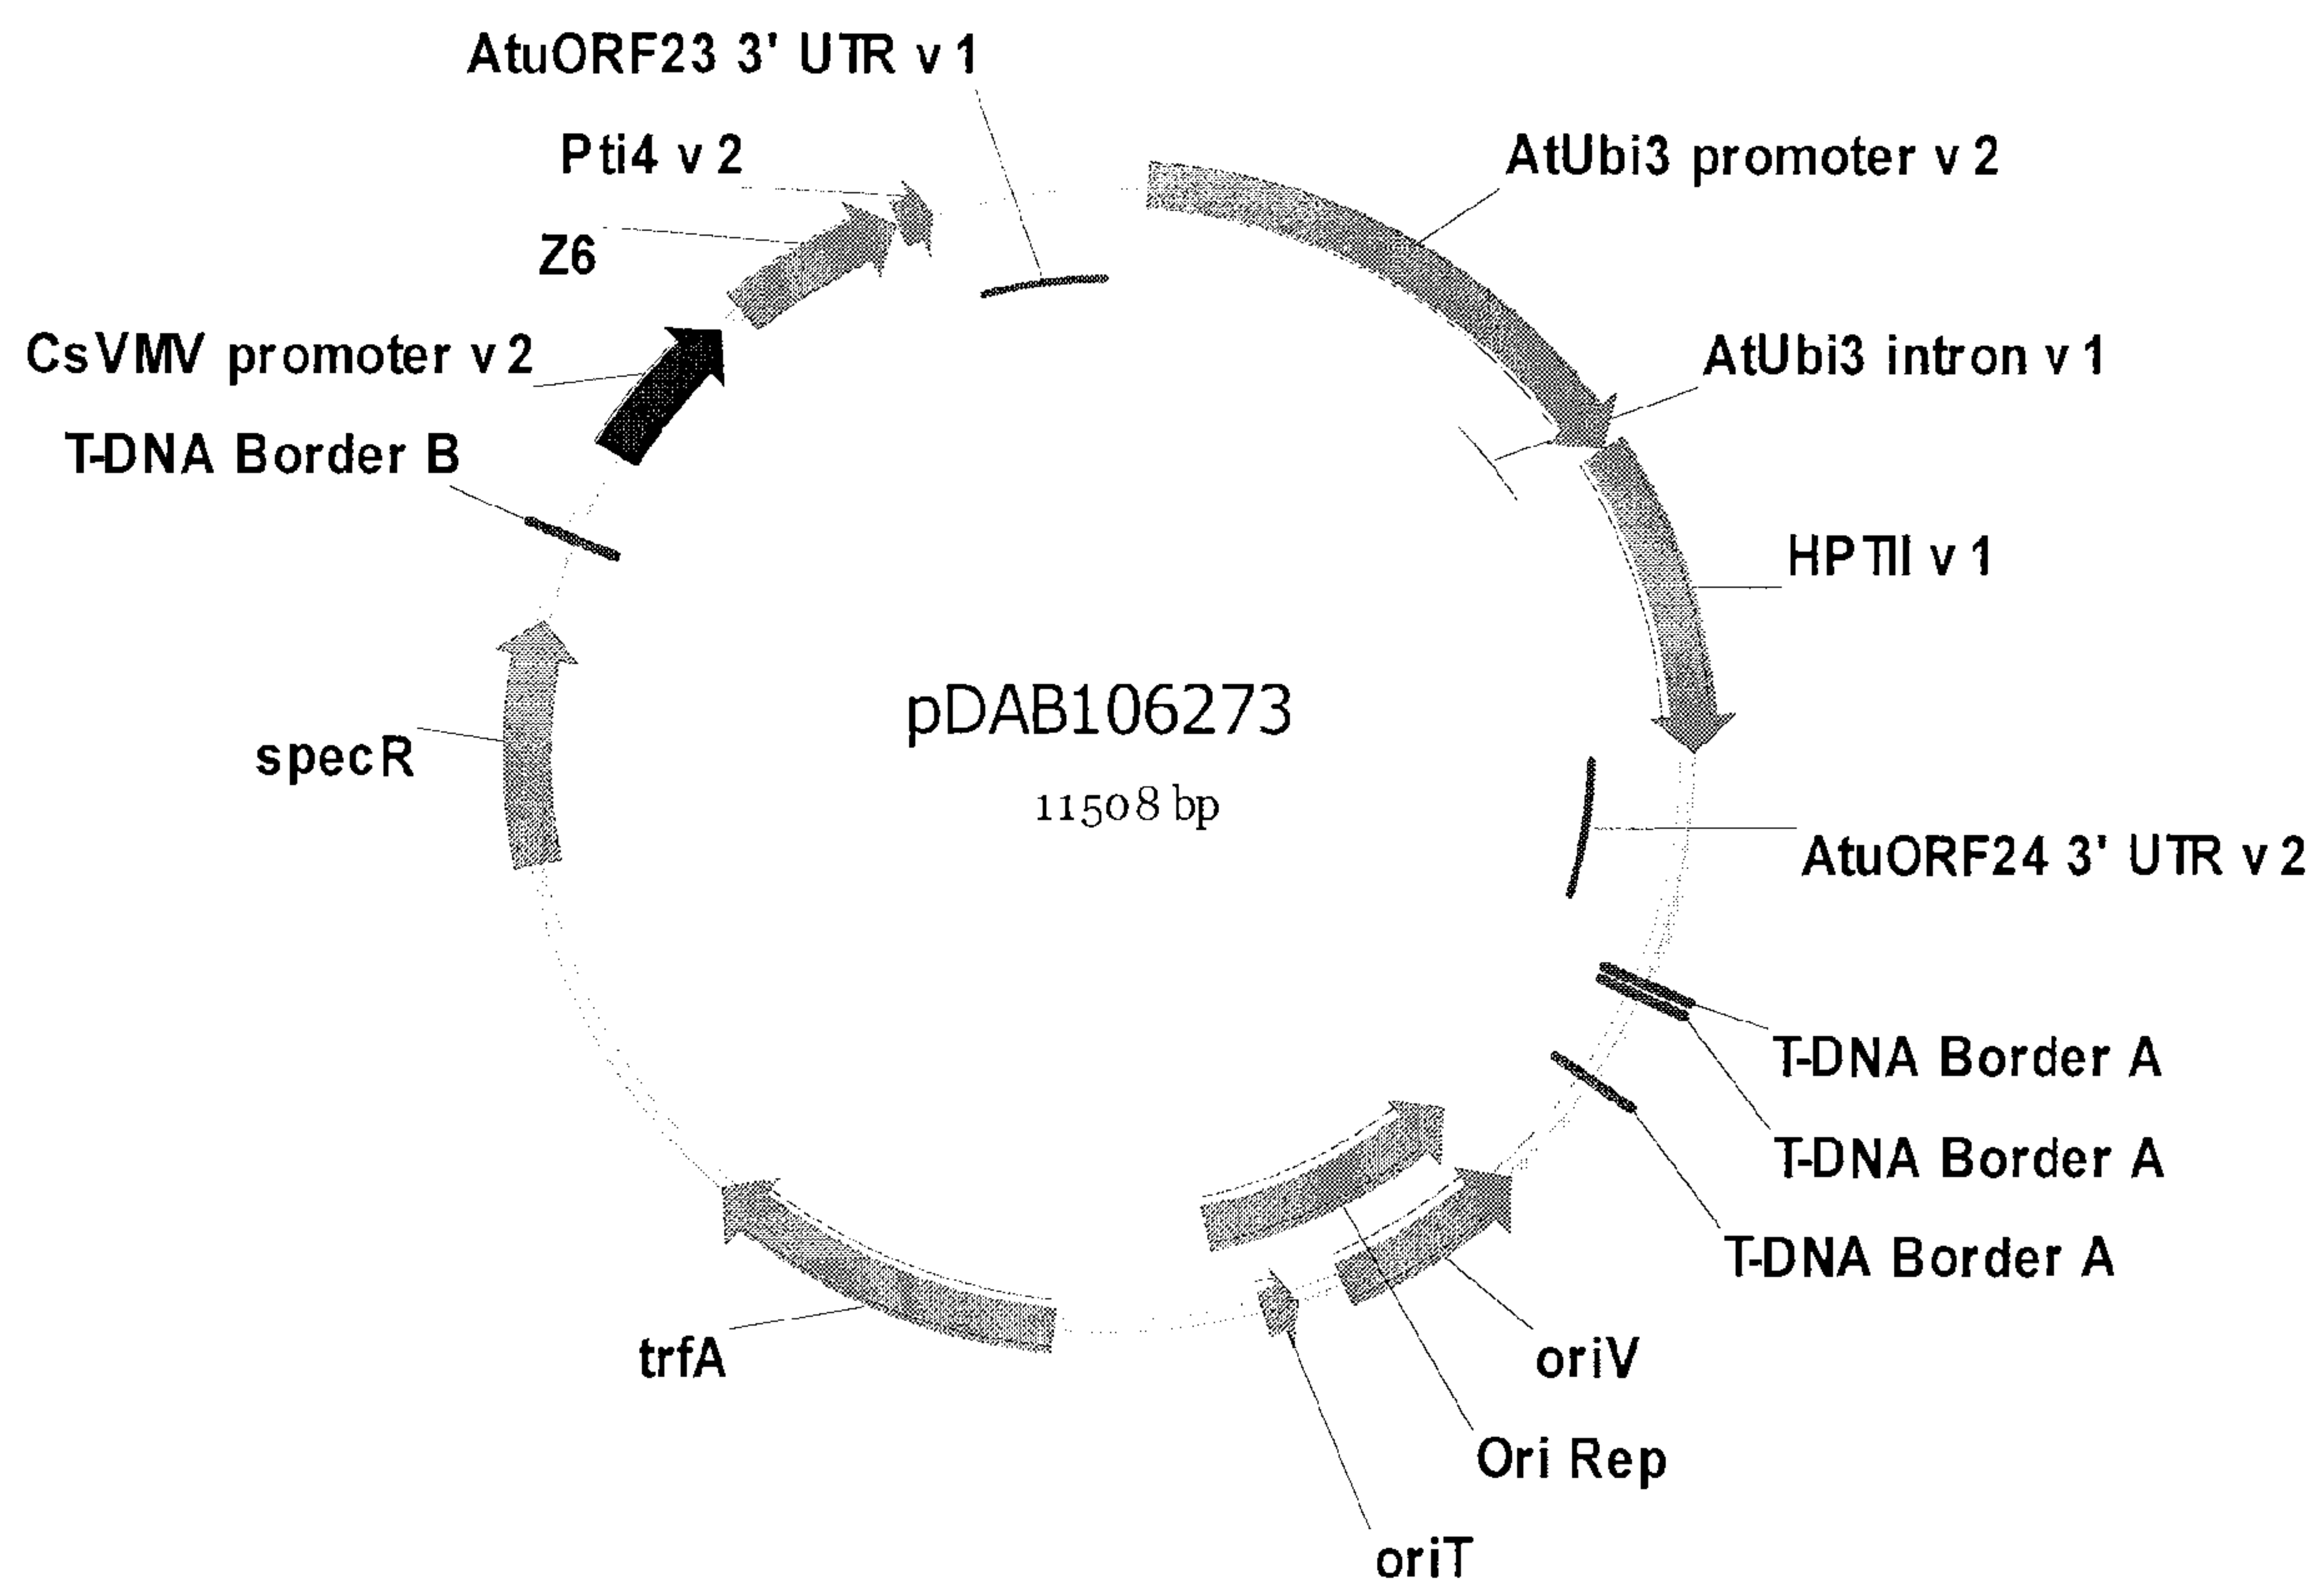 AtuORF23 3' UTR v 1
Pti4 v 2
AtUbi3 promoter v 2
Z6
CsVMV promoter v 2
AtUbi3 intron v 1
T-DNA Border B
HPTII v 1
pDAB106273
specR
11508 bp
AtuORF24 3' UTR v 2
T-DNA Border A
T-DNA Border A
T-DNA Border A
trfA
oriV
Ori Rep
oriT